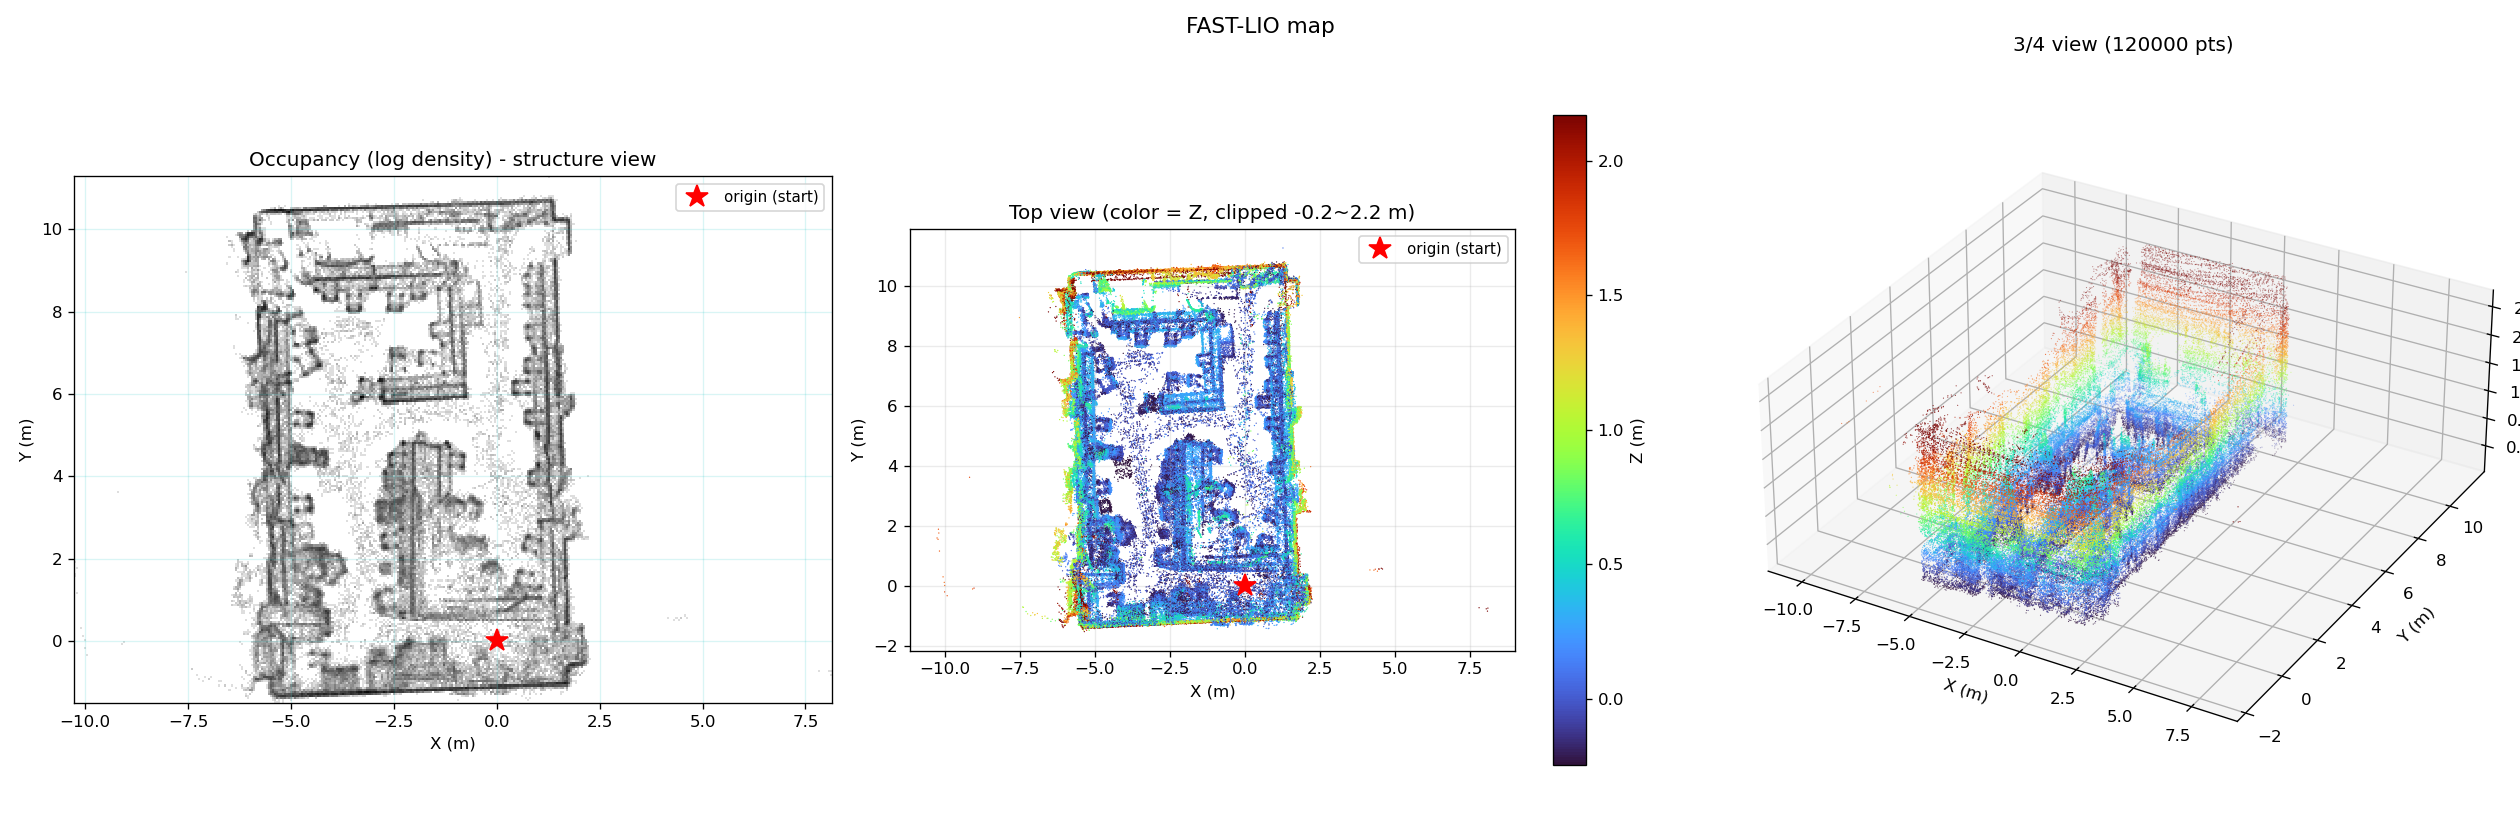 FAST-LIO map
Occupancy (log density) - structure view
origin (start)
10
8
6
4
2
0
Y (m)
−10.0 −7.5 −5.0 −2.5 0.0 2.5 5.0 7.5
X (m)
Top view (color = Z, clipped -0.2~2.2 m)
origin (start)
10
8
6
4
2
0
−2
Y (m)
−10.0 −7.5 −5.0 −2.5 0.0 2.5 5.0 7.5
X (m)
2.0
1.5
1.0
0.5
0.0
Z (m)
3/4 view (120000 pts)
−10.0
−7.5
−5.0
−2.5
0.0
2.5
5.0
7.5
X (m)
−2
0
2
4
6
8
10
Y (m)